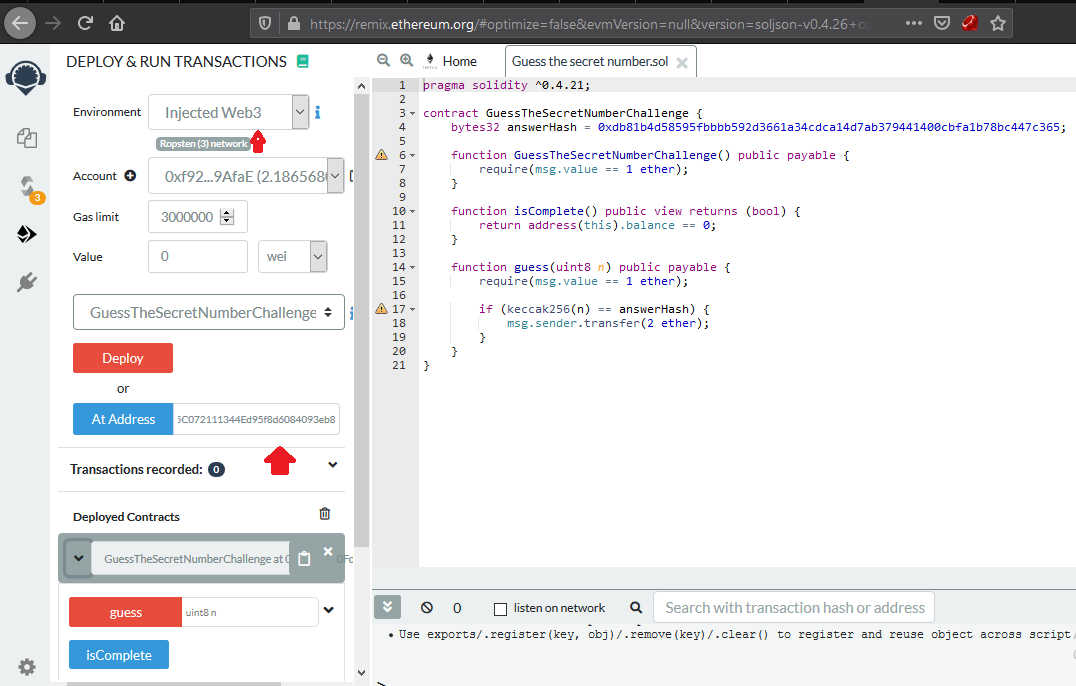 https://remix.ethereum.org/#optimize=false&evmVersion=null&version=soljson-v0.4.26+c
DEPLOY & RUN TRANSACTIONS
Environment
Injected Web3
Ropsten (3) network
Account
0xf92...9AfaE (2.186568
Gas limit
3000000
Value
0
wei
GuessTheSecretNumberChallenge
Deploy
or
At Address
5C072111344Ed95f8d6084093eb8
Transactions recorded: 0
Deployed Contracts
GuessTheSecretNumberChallenge at
guess
uint8 n
isComplete
3
Home
Guess the secret number.sol
1 pragma solidity ^0.4.21;
2
3 contract GuessTheSecretNumberChallenge {
4 bytes32 answerHash = 0xdb81b4d58595fbbbb592d3661a34cdca14d7ab379441400cbfa1b78bc447c365;
5
6 function GuessTheSecretNumberChallenge() public payable {
7 require(msg.value == 1 ether);
8 }
9
10 function isComplete() public view returns (bool) {
11 return address(this).balance == 0;
12 }
13
14 function guess(uint8 n) public payable {
15 require(msg.value == 1 ether);
16
17 if (keccak256(n) == answerHash) {
18 msg.sender.transfer(2 ether);
19 }
20 }
21 }
0
listen on network
Search with transaction hash or address
• Use exports/.register(key, obj)/.remove(key)/.clear() to register and reuse object across script
>